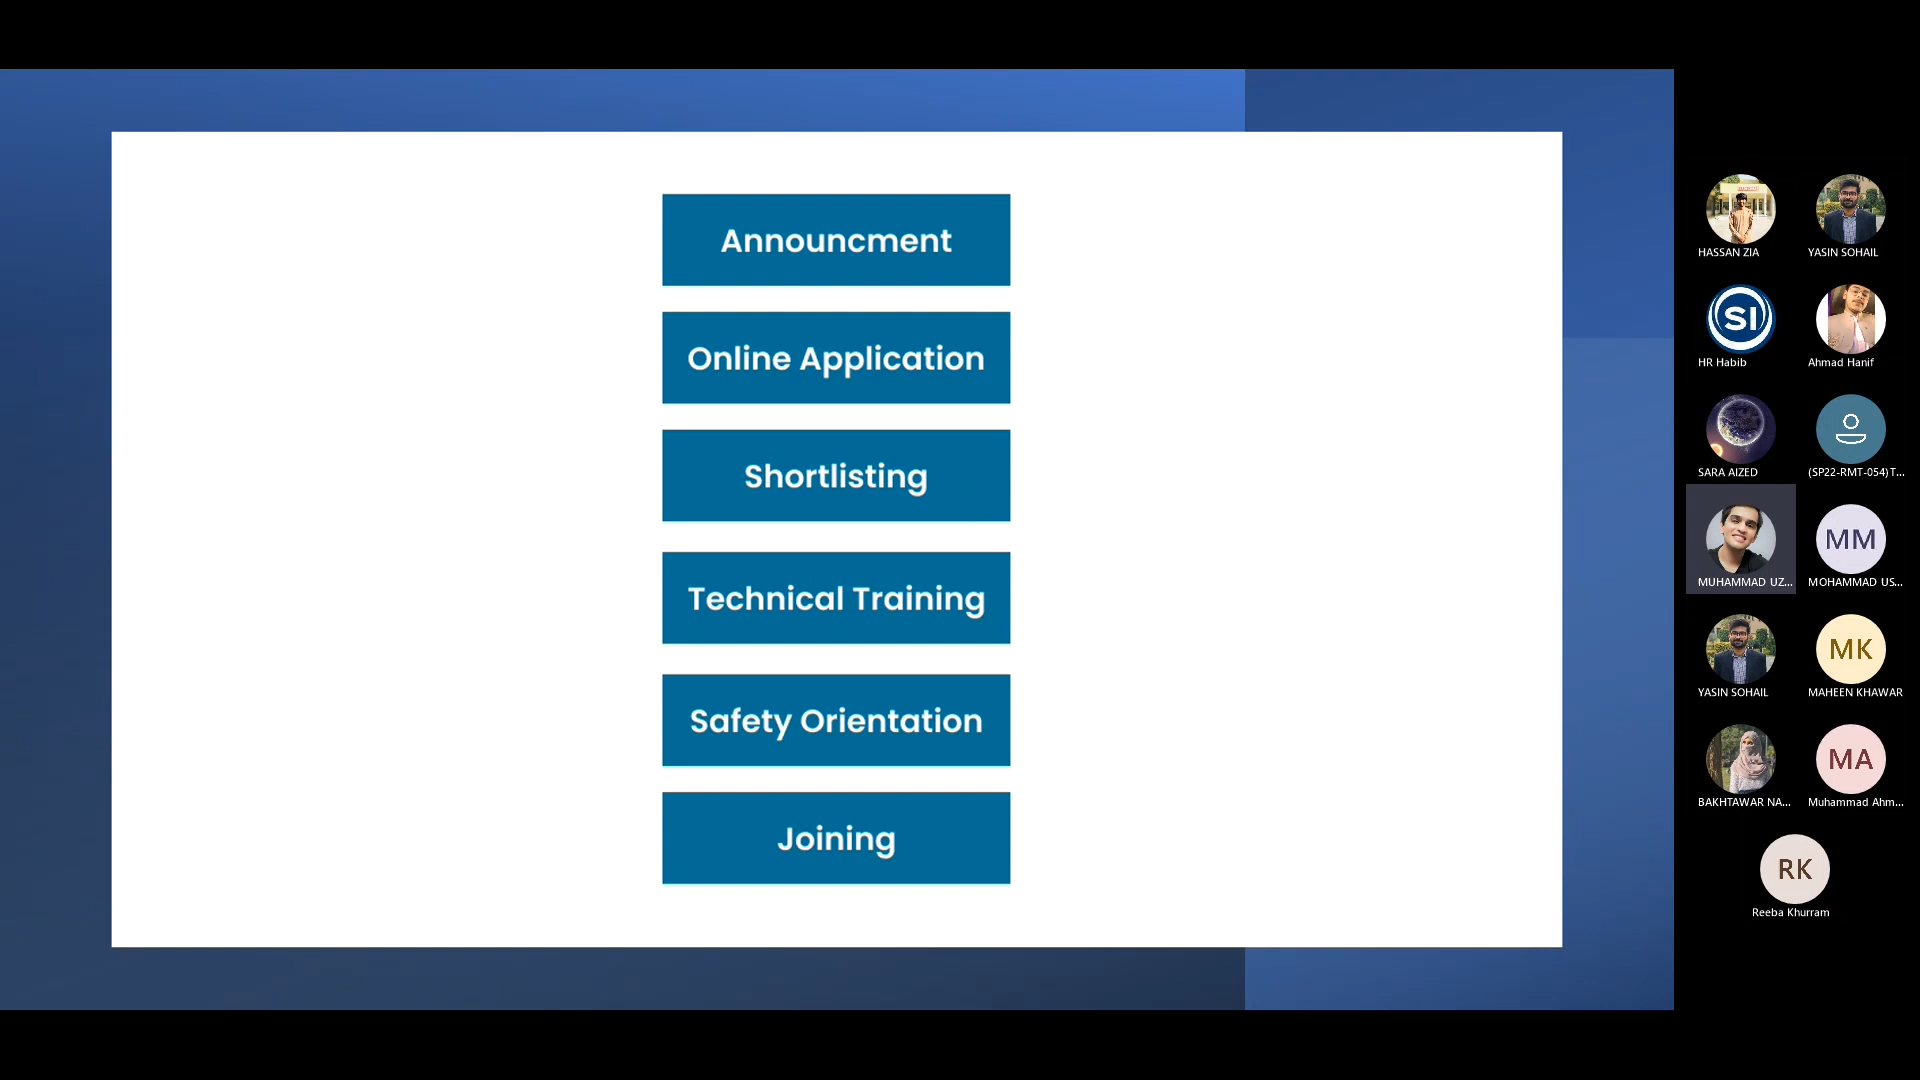 Announcment
Online Application
Shortlisting
Technical Training
Safety Orientation
Joining
HASSAN ZIA
YASIN SOHAIL
SI
HR Habib
Ahmad Hanif
SARA AIZED
(SP22-RMT-054) T...
MUHAMMAD UZ...
MM
MOHAMMAD US...
YASIN SOHAIL
MK
MAHEEN KHAWAR
BAKHTAWAR NA...
MA
Muhammad Ahm...
RK
Reeba Khurram